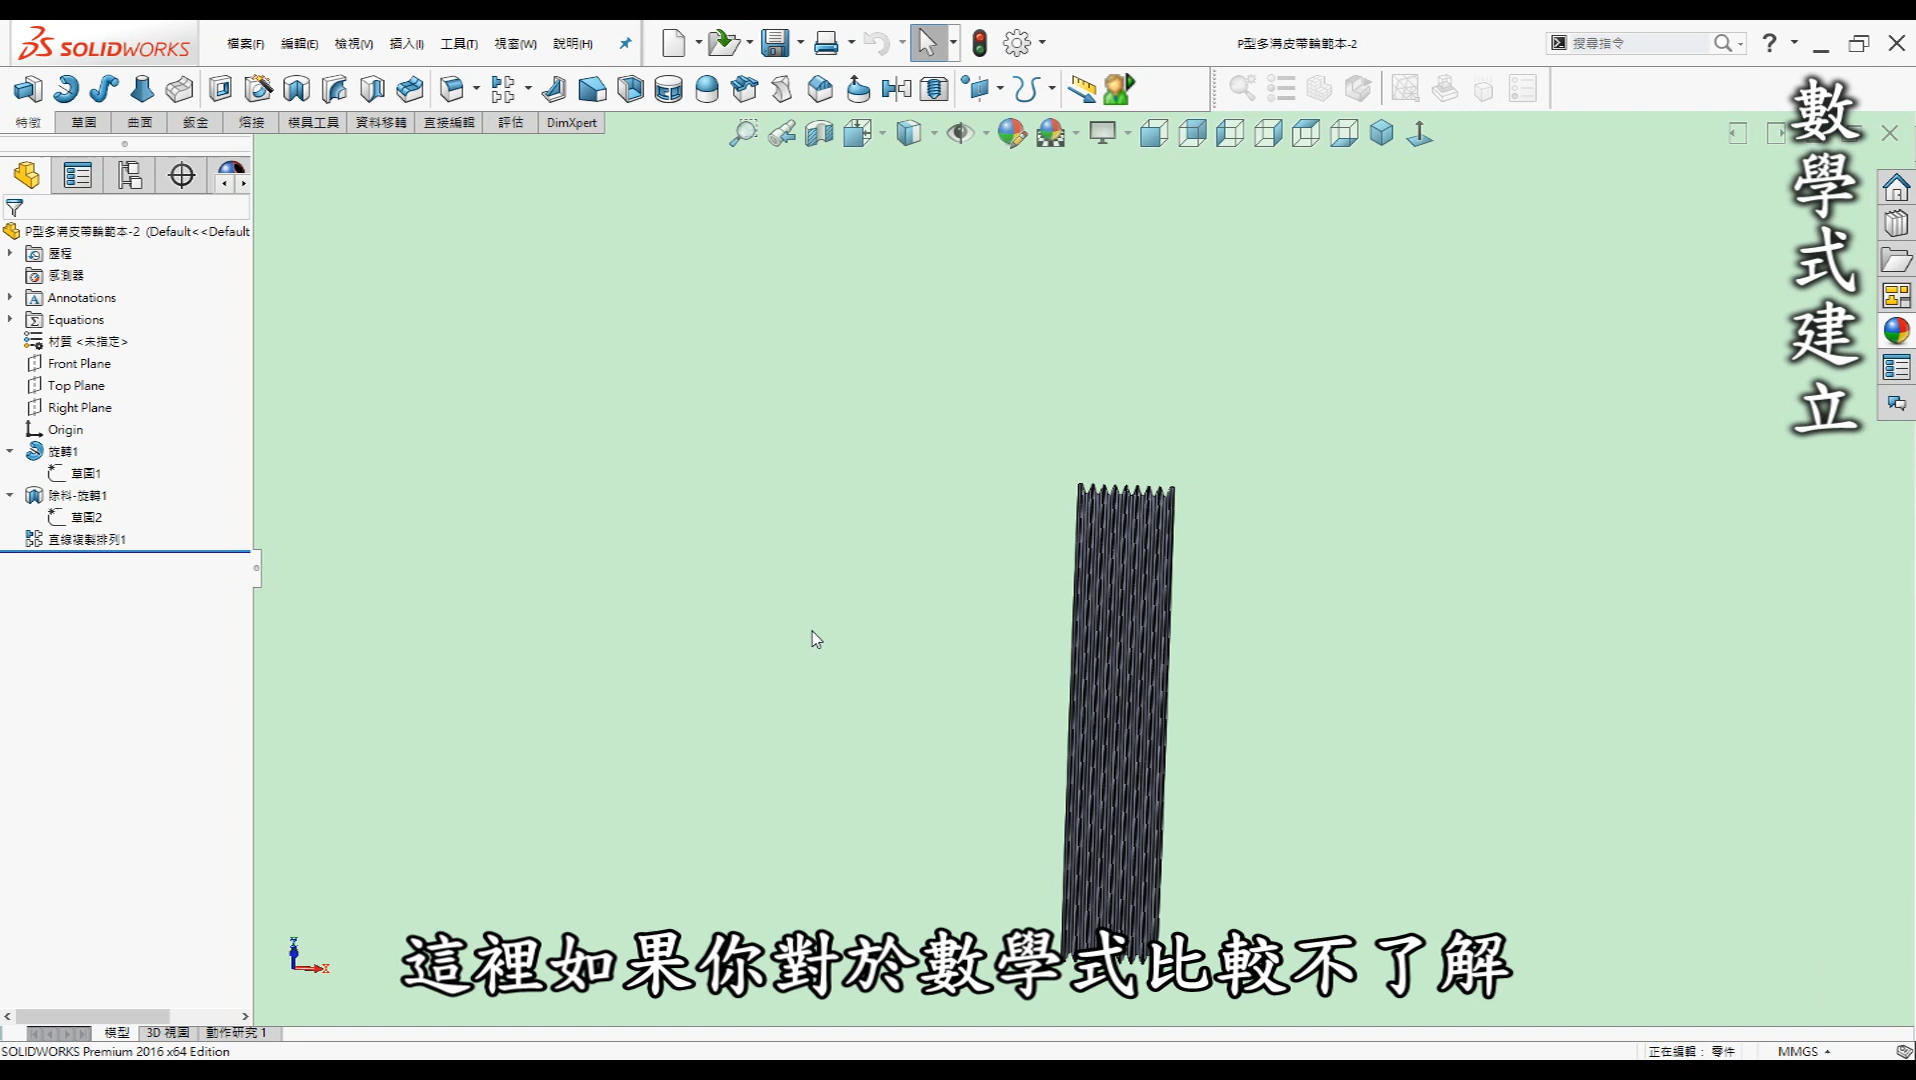 SOLIDWORKS
檔案(F)
編輯(E)
檢視(V)
插入(I)
工具(T)
視窗(W)
說明(H)
P型多溝皮帶輪範本-2
搜尋指令
特徵
草圖
曲面
鈑金
熔接
模具工具
資料移轉
直接編輯
評估
DimXpert
數學式建立
P型多溝皮帶輪範本-2 (Default<<Default
歷程
感測器
Annotations
Equations
材質 <未指定>
Front Plane
Top Plane
Right Plane
Origin
旋轉1
草圖1
除料-旋轉1
草圖2
直線複製排列1
Z
X
這裡如果你對於數學式比較不了解
模型
3D 視圖
動作研究 1
SOLIDWORKS Premium 2016 x64 Edition
正在編輯： 零件
MMGS